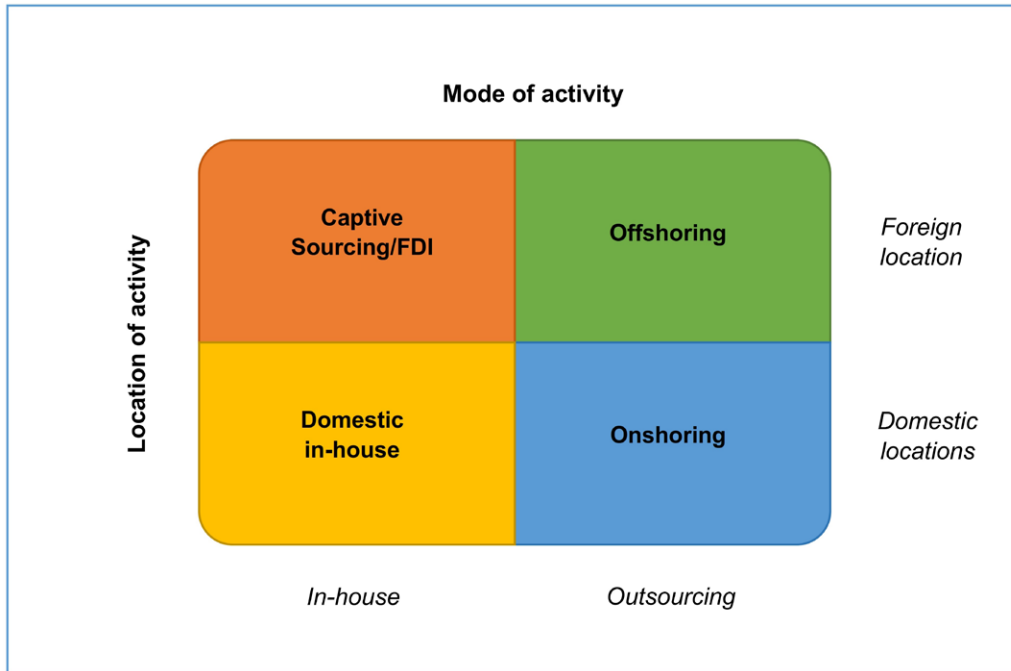 Mode of activity
Location of activity
Captive
Sourcing/FDI
Offshoring
Foreign
location
Domestic
in-house
Onshoring
Domestic
locations
In-house
Outsourcing